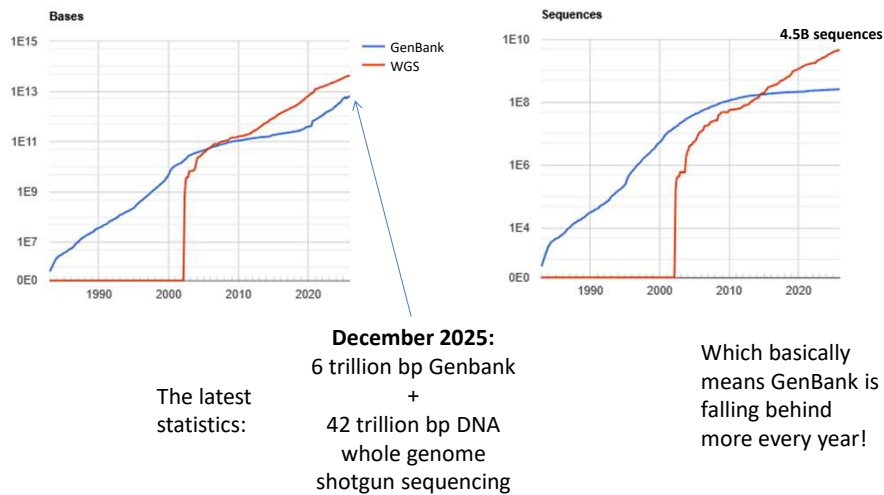 Bases
1E15
1E13
1E11
1E9
1E7
0E0
1990
2000
2010
2020
GenBank
WGS
Sequences
4.5B sequences
1E10
1E8
1E6
1E4
0E0
1990
2000
2010
2020
The latest
statistics:
December 2025:
6 trillion bp Genbank
+
42 trillion bp DNA
whole genome
shotgun sequencing
Which basically
means GenBank is
falling behind
more every year!